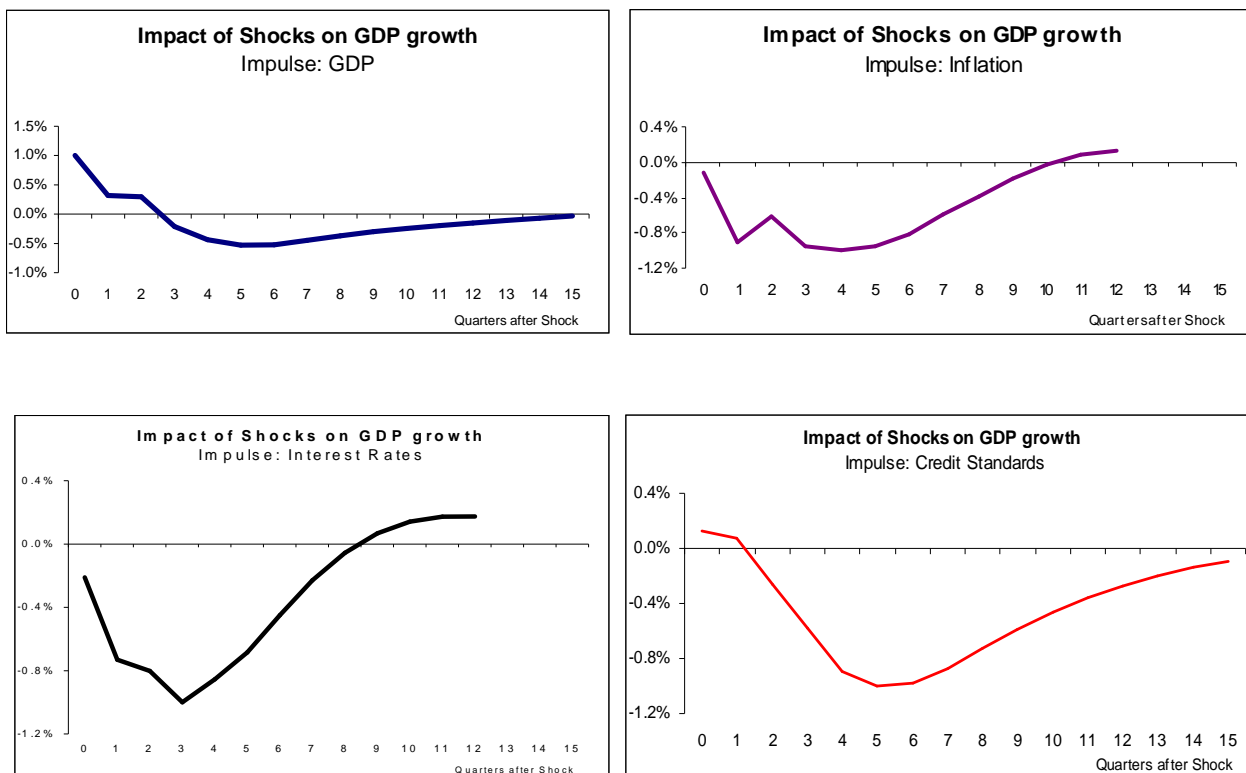 Impact of Shocks on GDP growth
Impulse: GDP
1.5%
1.0%
0.5%
0.0%
-0.5%
-1.0%
0 1 2 3 4 5 6 7 8 9 10 11 12 13 14 15
Quarters after Shock
Impact of Shocks on GDP growth
Impulse: Inflation
0.4%
0.0%
-0.4%
-0.8%
-1.2%
0 1 2 3 4 5 6 7 8 9 10 11 12 13 14 15
Quartersafter Shock
Impact of Shocks on GDP growth
Impulse: Interest Rates
0.4%
0.0%
-0.4%
-0.8%
-1.2%
0 1 2 3 4 5 6 7 8 9 10 11 12 13 14 15
Quarters after Shock
Impact of Shocks on GDP growth
Impulse: Credit Standards
0.4%
0.0%
-0.4%
-0.8%
-1.2%
0 1 2 3 4 5 6 7 8 9 10 11 12 13 14 15
Quarters after Shock